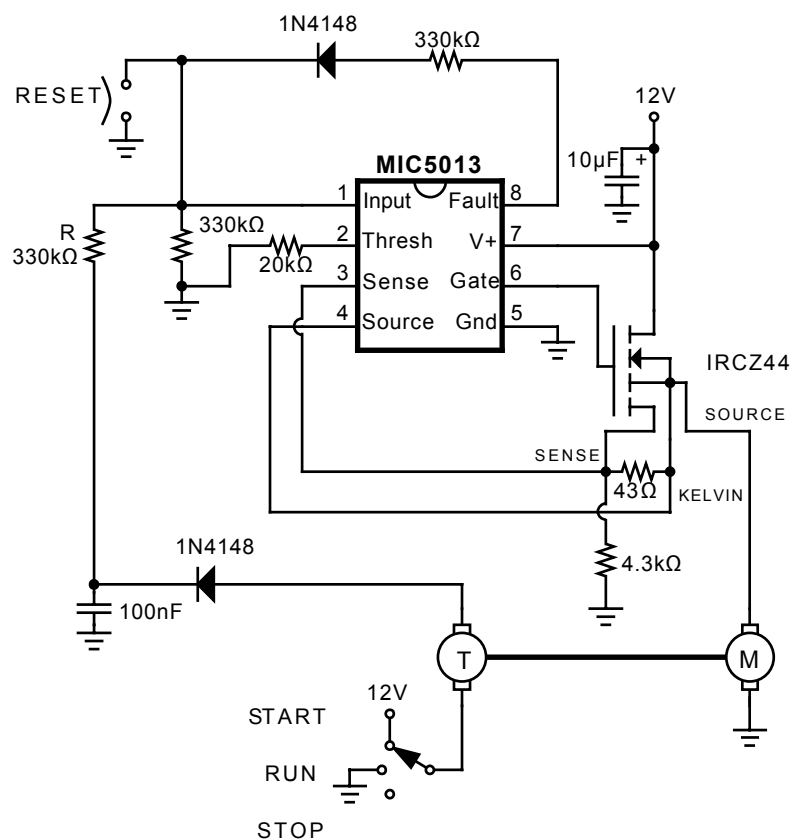 1N4148
330kΩ
RESET
12V
10µF +
MIC5013
1 Input Fault 8
R
330kΩ
330kΩ
20kΩ
2 Thresh V+ 7
3 Sense Gate 6
4 Source Gnd 5
IRCZ44
SOURCE
SENSE
43Ω
KELVIN
1N4148
4.3kΩ
100nF
T
M
12V
START
RUN
STOP